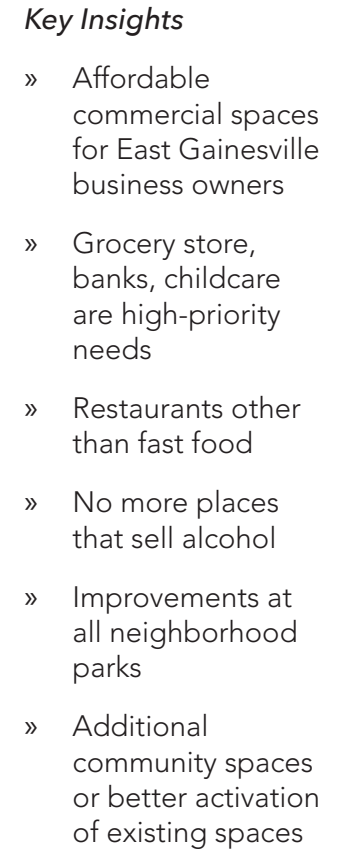 Key Insights
» Affordable
commercial spaces
for East Gainesville
business owners
» Grocery store,
banks, childcare
are high-priority
needs
» Restaurants other
than fast food
» No more places
that sell alcohol
» Improvements at
all neighborhood
parks
» Additional
community spaces
or better activation
of existing spaces